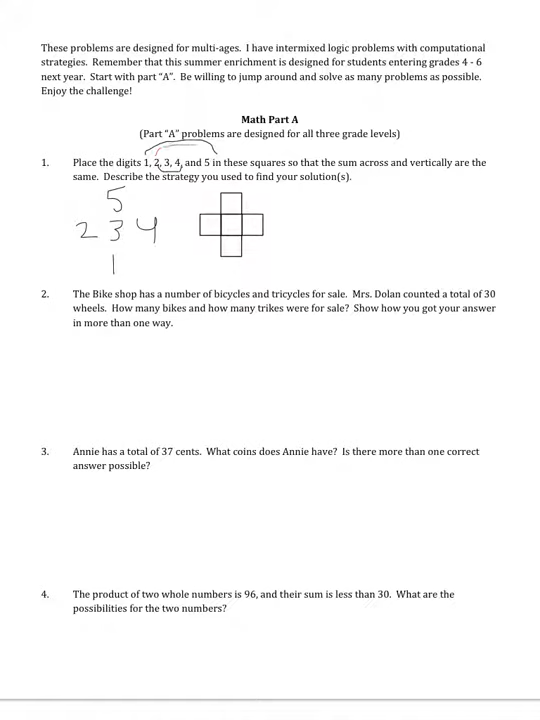 These problems are designed for multi-ages. I have intermixed logic problems with computational
strategies. Remember that this summer enrichment is designed for students entering grades 4 - 6
next year. Start with part “A”. Be willing to jump around and solve as many problems as possible.
Enjoy the challenge!
Math Part A
(Part “A” problems are designed for all three grade levels)
1. Place the digits 1, 2, 3, 4, and 5 in these squares so that the sum across and vertically are the
same. Describe the strategy you used to find your solution(s).
5
2 3 4
1
2. The Bike shop has a number of bicycles and tricycles for sale. Mrs. Dolan counted a total of 30
wheels. How many bikes and how many trikes were for sale? Show how you got your answer
in more than one way.
3. Annie has a total of 37 cents. What coins does Annie have? Is there more than one correct
answer possible?
4. The product of two whole numbers is 96, and their sum is less than 30. What are the
possibilities for the two numbers?